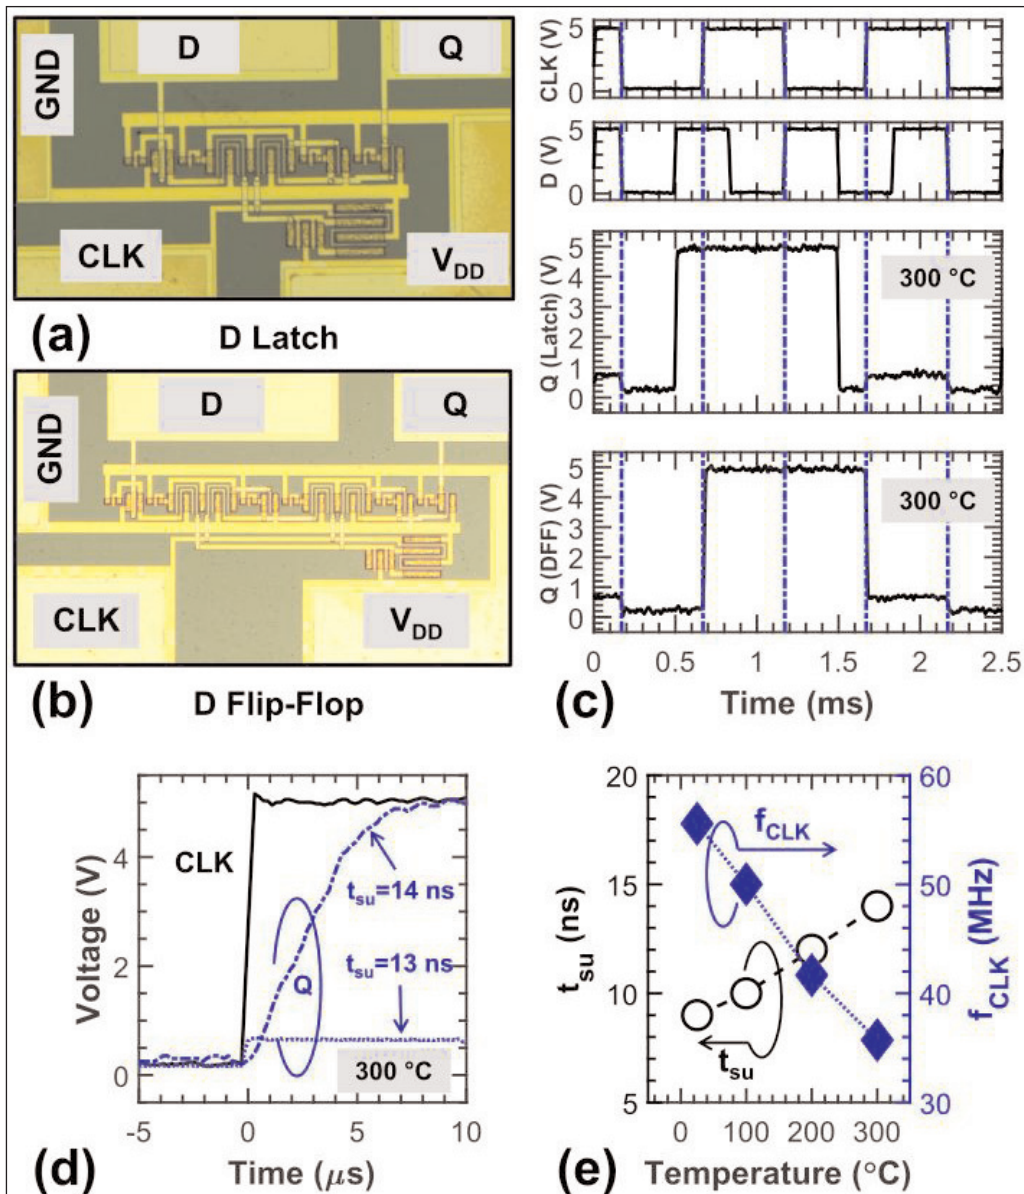 GND
D
Q
CLK
VDD
(a)
D Latch
GND
D
Q
CLK
VDD
(b)
D Flip-Flop
CLK (V)
5
0
D (V)
5
0
Q (Latch) (V)
5
4
3
2
1
0
300 °C
Q (DFF) (V)
5
4
3
2
1
0
300 °C
0 0.5 1 1.5 2 2.5
(c)
Time (ms)
Voltage (V)
4
2
0
CLK
tsu=14 ns
tsu=13 ns
Q
300 °C
-5 0 5 10
(d)
Time (μs)
tsu (ns)
20
15
10
5
fCLK
tsu
60
50
40
30
fCLK (MHz)
0 100 200 300
(e)
Temperature (°C)